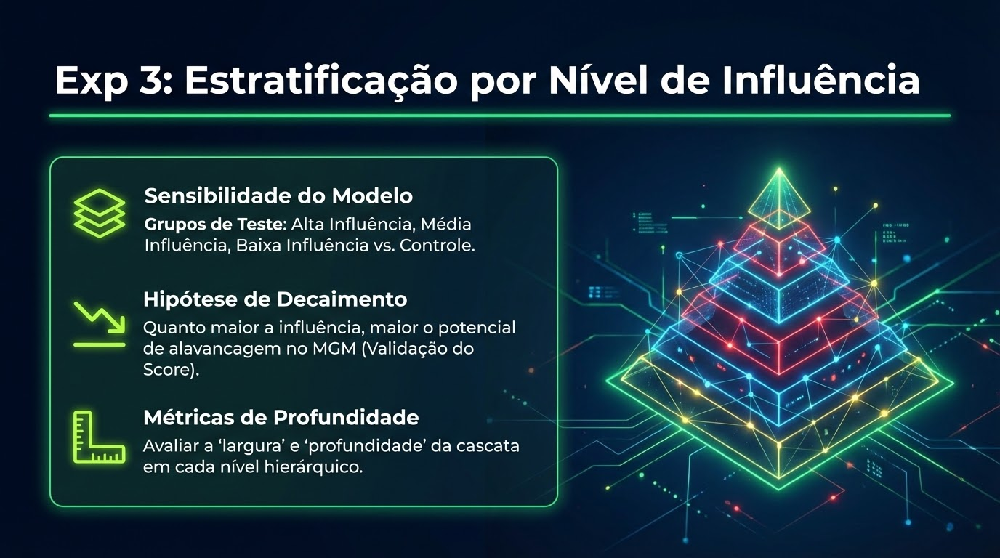 Exp 3: Estratificação por Nível de Influência
Sensibilidade do Modelo
Grupos de Teste: Alta Influência, Média
Influência, Baixa Influência vs. Controle.
Hipótese de Decaimento
Quanto maior a influência, maior o potencial
de alavancagem no MGM (Validação do
Score).
Métricas de Profundidade
Avaliar a ‘largura’ e ‘profundidade’ da cascata
em cada nível hierárquico.